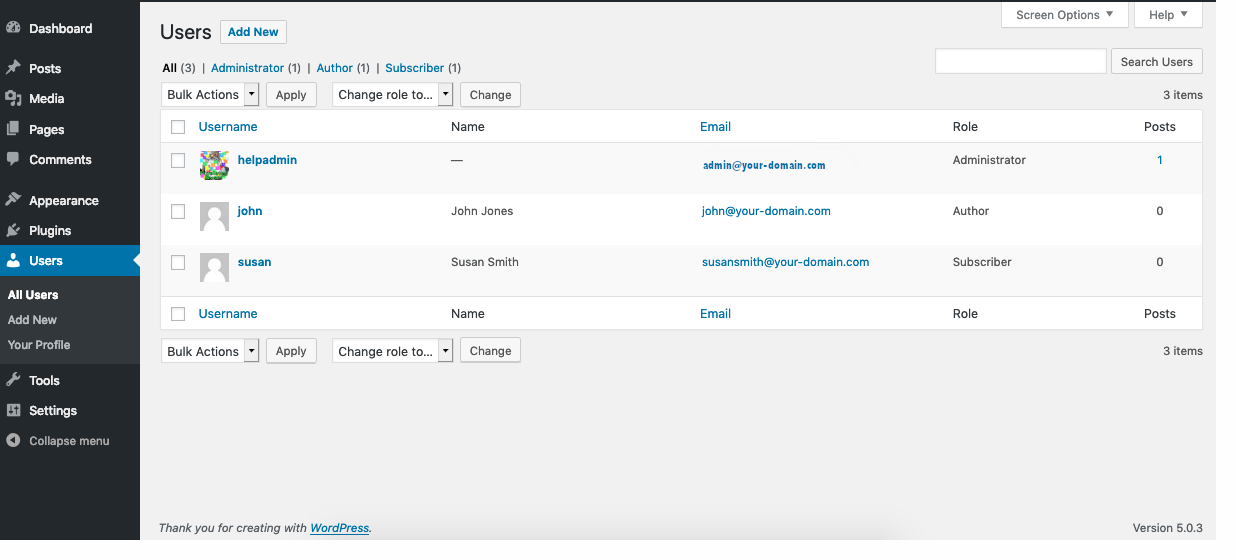 Dashboard
Posts
Media
Pages
Comments
Appearance
Plugins
Users
All Users
Add New
Your Profile
Tools
Settings
Collapse menu
Screen Options Help
Users Add New
All (3) | Administrator (1) | Author (1) | Subscriber (1)
Search Users
Bulk Actions Apply Change role to... Change 3 items
Username Name Email Role Posts
helpadmin — admin@your-domain.com Administrator 1
john John Jones john@your-domain.com Author 0
susan Susan Smith susansmith@your-domain.com Subscriber 0
Username Name Email Role Posts
Bulk Actions Apply Change role to... Change 3 items
Thank you for creating with WordPress. Version 5.0.3